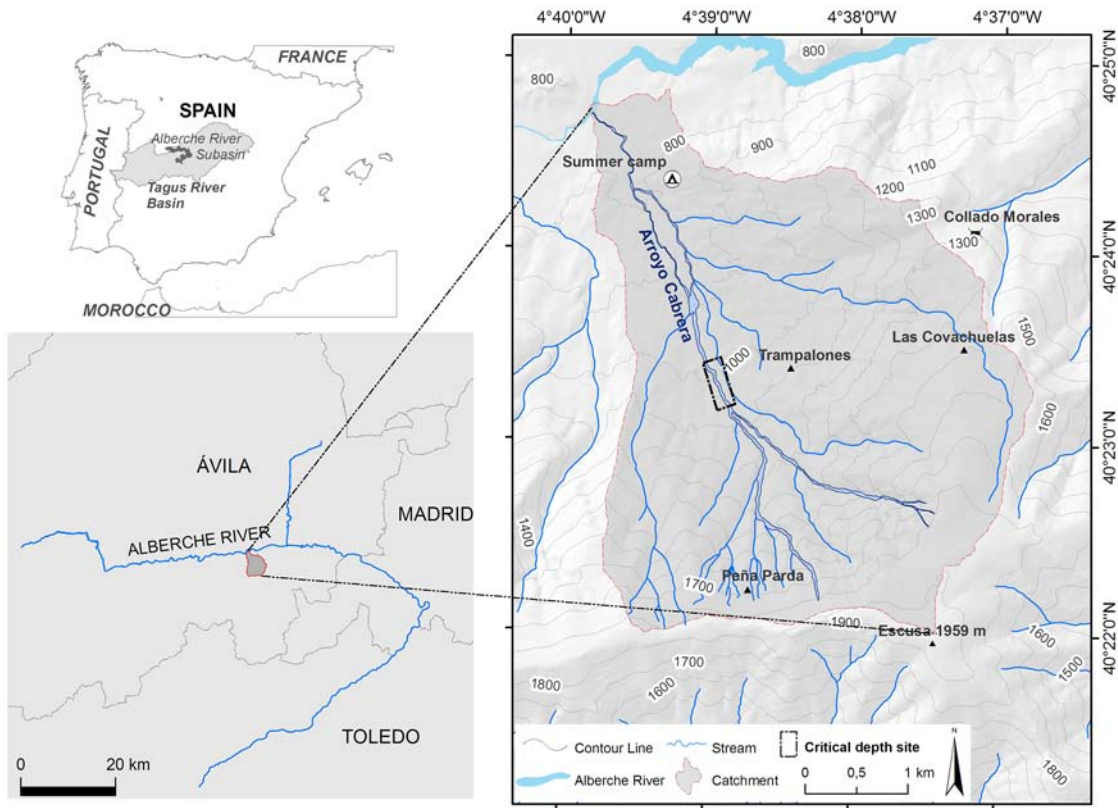 FRANCE
SPAIN
Alberche River
Subasin
PORTUGAL
Tagus River
Basin
MOROCCO
ÁVILA
MADRID
ALBERCHE RIVER
TOLEDO
0 20 km
4°40'0"W 4°39'0"W 4°38'0"W 4°37'0"W
40°25'0"N
40°24'0"N
40°23'0"N
40°22'0"N
800
800
800
900
Summer camp
1100
1200
1300
Collado Morales
1300
Arroyo Cabrera
1500
Las Covachuelas
1000
Trampalones
1600
1400
Peña Parda
1700
1900
Escusa 1959 m
1600
1700
1500
1800
1600
1800
N
Contour Line
Stream
Critical depth site
Alberche River
Catchment
0 0,5 1 km